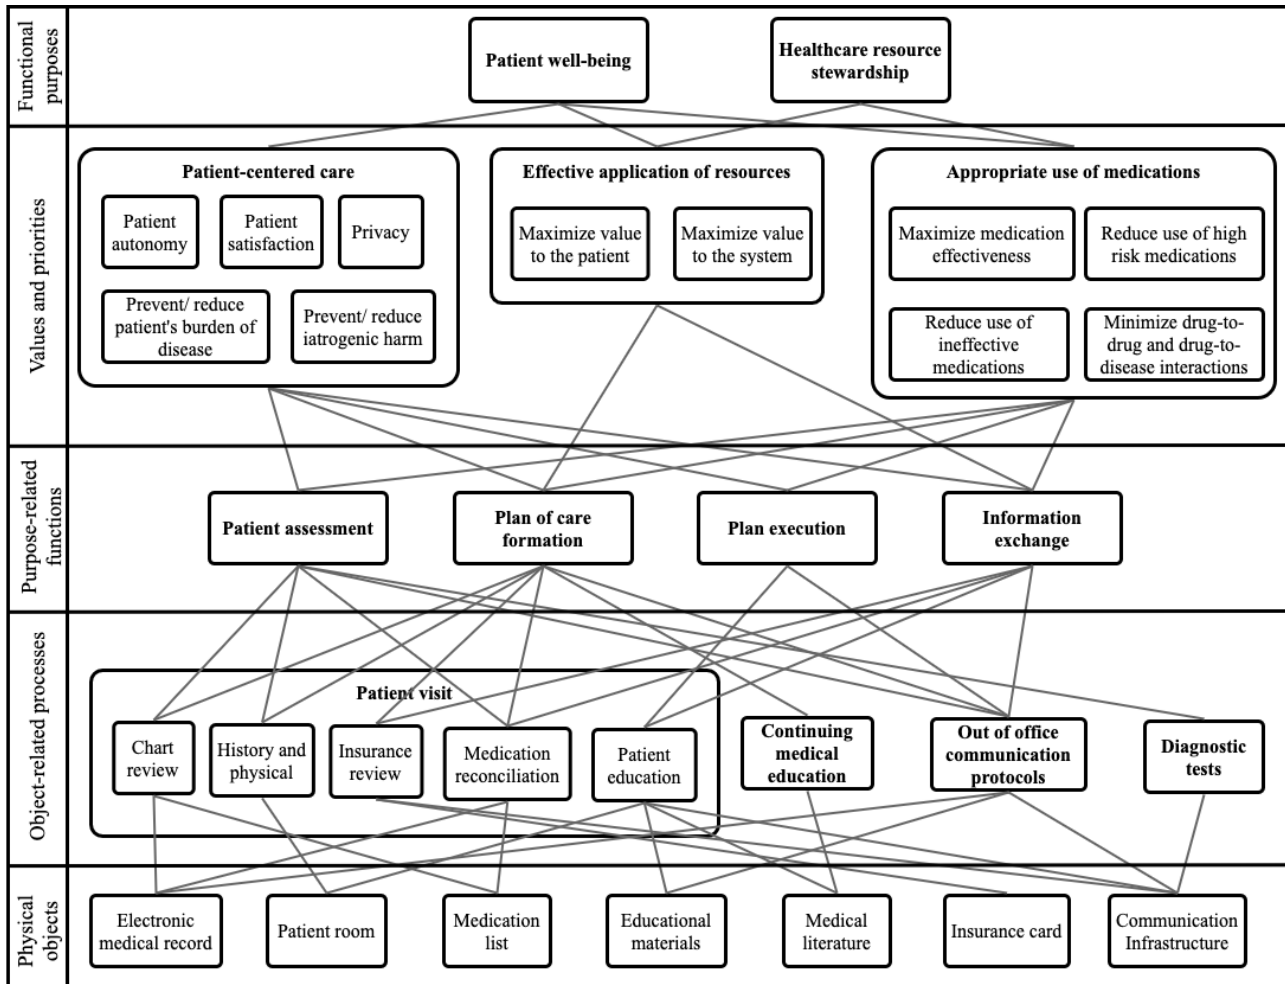 Functional
purposes
Patient well-being
Healthcare resource
stewardship
Values and priorities
Patient-centered care
Patient
autonomy
Patient
satisfaction
Privacy
Prevent/ reduce
patient's burden of
disease
Prevent/ reduce
iatrogenic harm
Effective application of resources
Maximize value
to the patient
Maximize value
to the system
Appropriate use of medications
Maximize medication
effectiveness
Reduce use of high
risk medications
Reduce use of
ineffective
medications
Minimize drug-to-
drug and drug-to-
disease interactions
Purpose-related
functions
Patient assessment
Plan of care
formation
Plan execution
Information
exchange
Object-related processes
Patient visit
Chart
review
History and
physical
Insurance
review
Medication
reconciliation
Patient
education
Continuing
medical
education
Out of office
communication
protocols
Diagnostic
tests
Physical
objects
Electronic
medical record
Patient room
Medication
list
Educational
materials
Medical
literature
Insurance card
Communication
Infrastructure